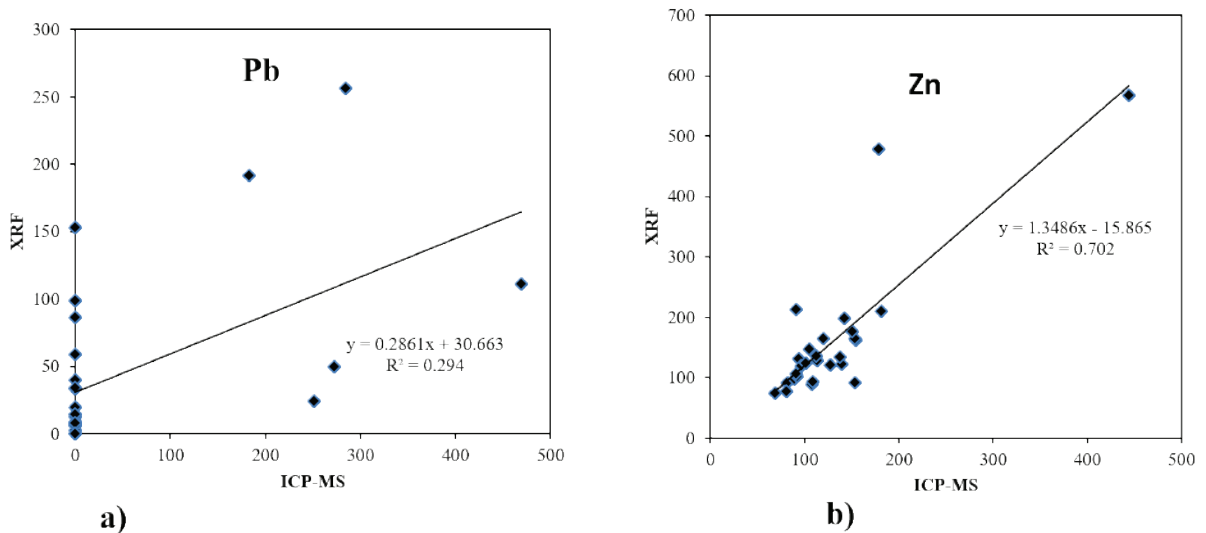 300
250
200
150
100
50
0
XRF
Pb
y = 0.2861x + 30.663
R² = 0.294
0 100 200 300 400 500
ICP-MS
a)
700
600
500
400
300
200
100
0
XRF
Zn
y = 1.3486x - 15.865
R² = 0.702
0 100 200 300 400 500
ICP-MS
b)